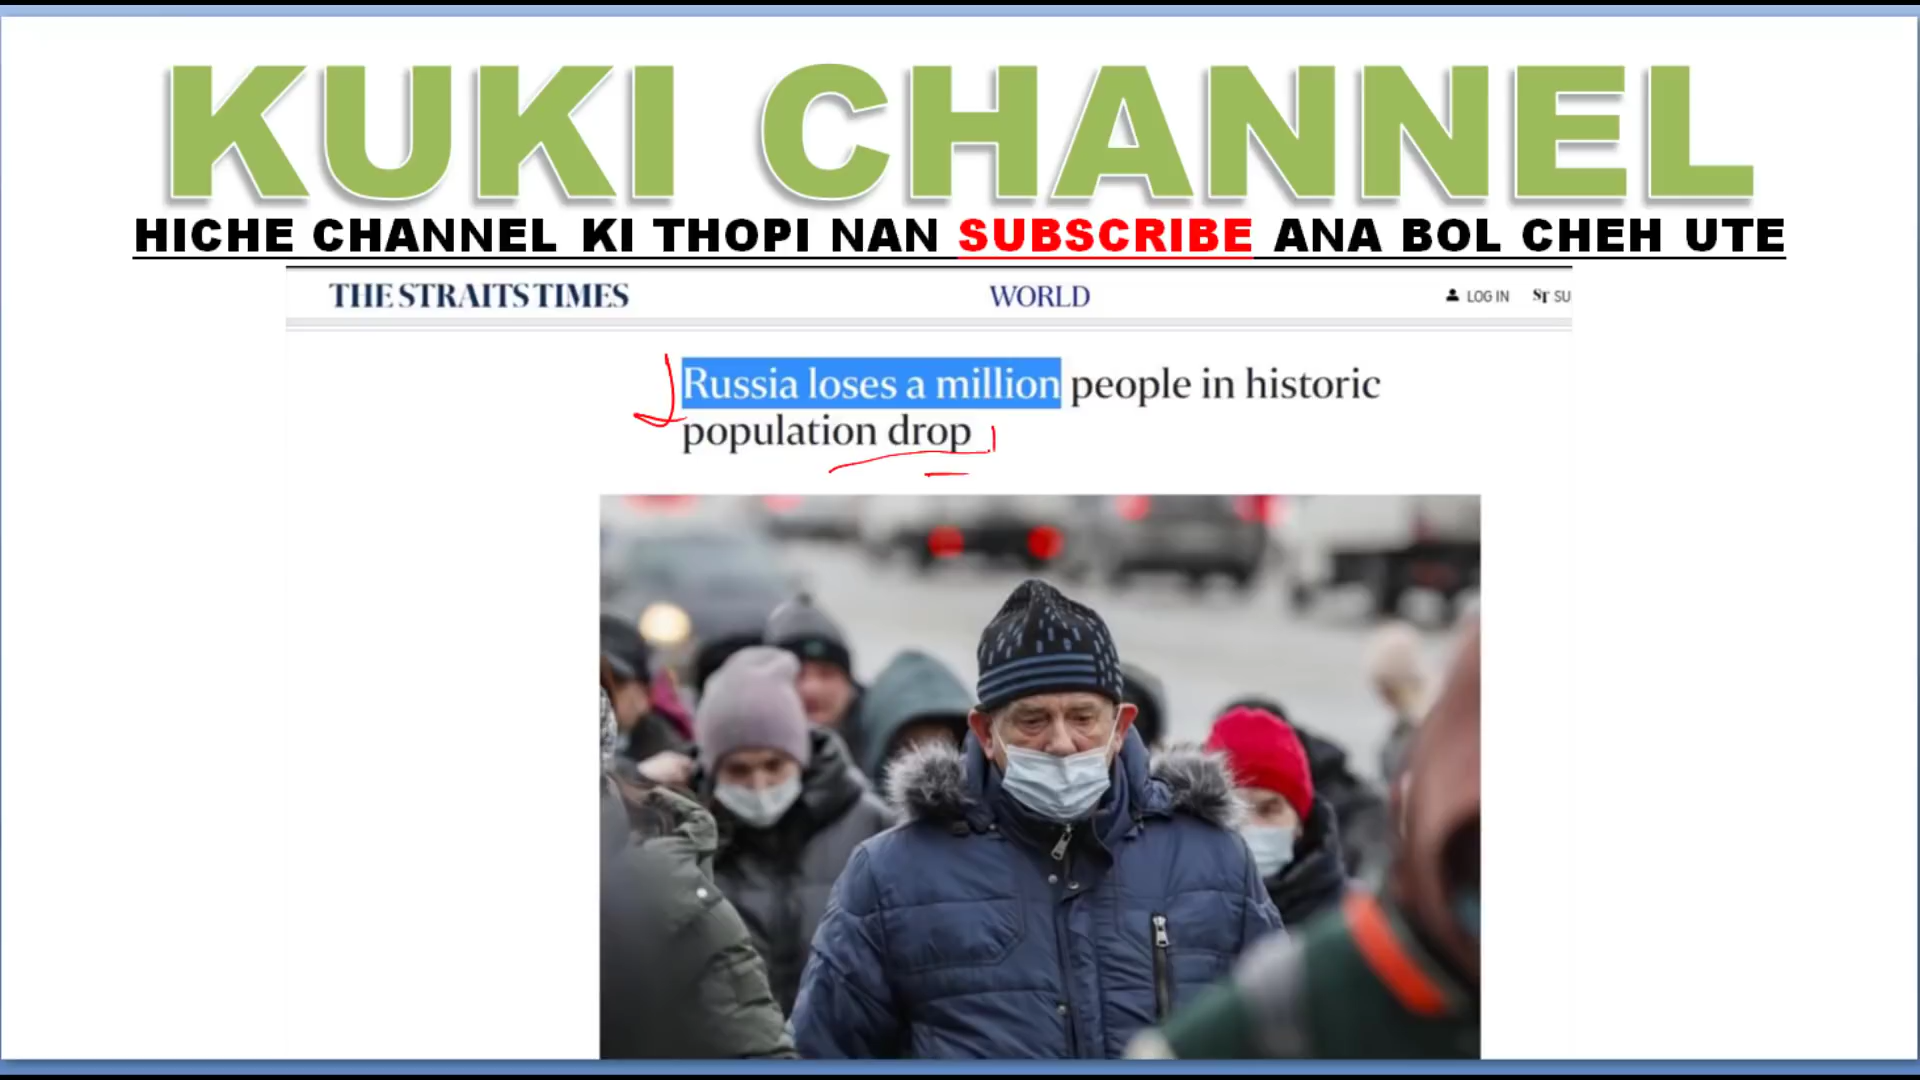 KUKI CHANNEL
HICHE CHANNEL KI THOPI NAN SUBSCRIBE ANA BOL CHEH UTE
THE STRAITS TIMES WORLD LOG IN ST SU
Russia loses a million people in historic
population drop